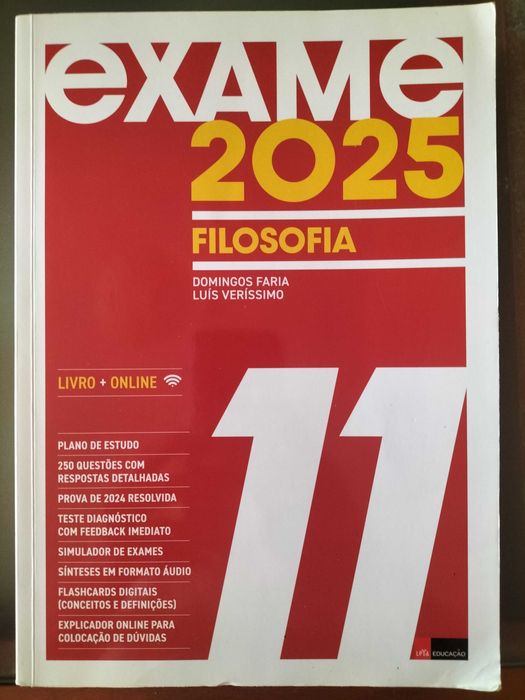 eXAMe
2025
FILOSOFIA
DOMINGOS FARIA
LUÍS VERÍSSIMO
LIVRO + ONLINE
11
PLANO DE ESTUDO
250 QUESTÕES COM
RESPOSTAS DETALHADAS
PROVA DE 2024 RESOLVIDA
TESTE DIAGNÓSTICO
COM FEEDBACK IMEDIATO
SIMULADOR DE EXAMES
SÍNTESES EM FORMATO ÁUDIO
FLASHCARDS DIGITAIS
(CONCEITOS E DEFINIÇÕES)
EXPLICADOR ONLINE PARA
COLOCAÇÃO DE DÚVIDAS
LeYa EDUCAÇÃO